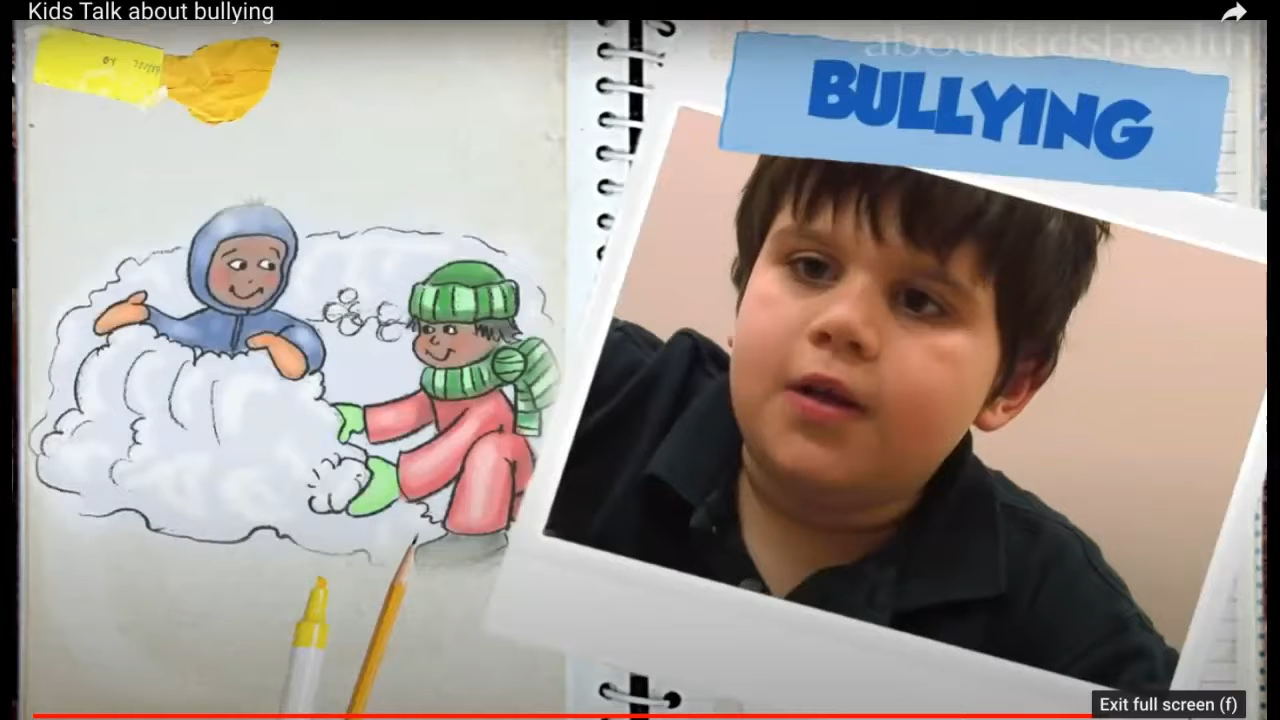 Kids Talk about bullying
aboutkidshealth
BULLYING
Exit full screen (f)